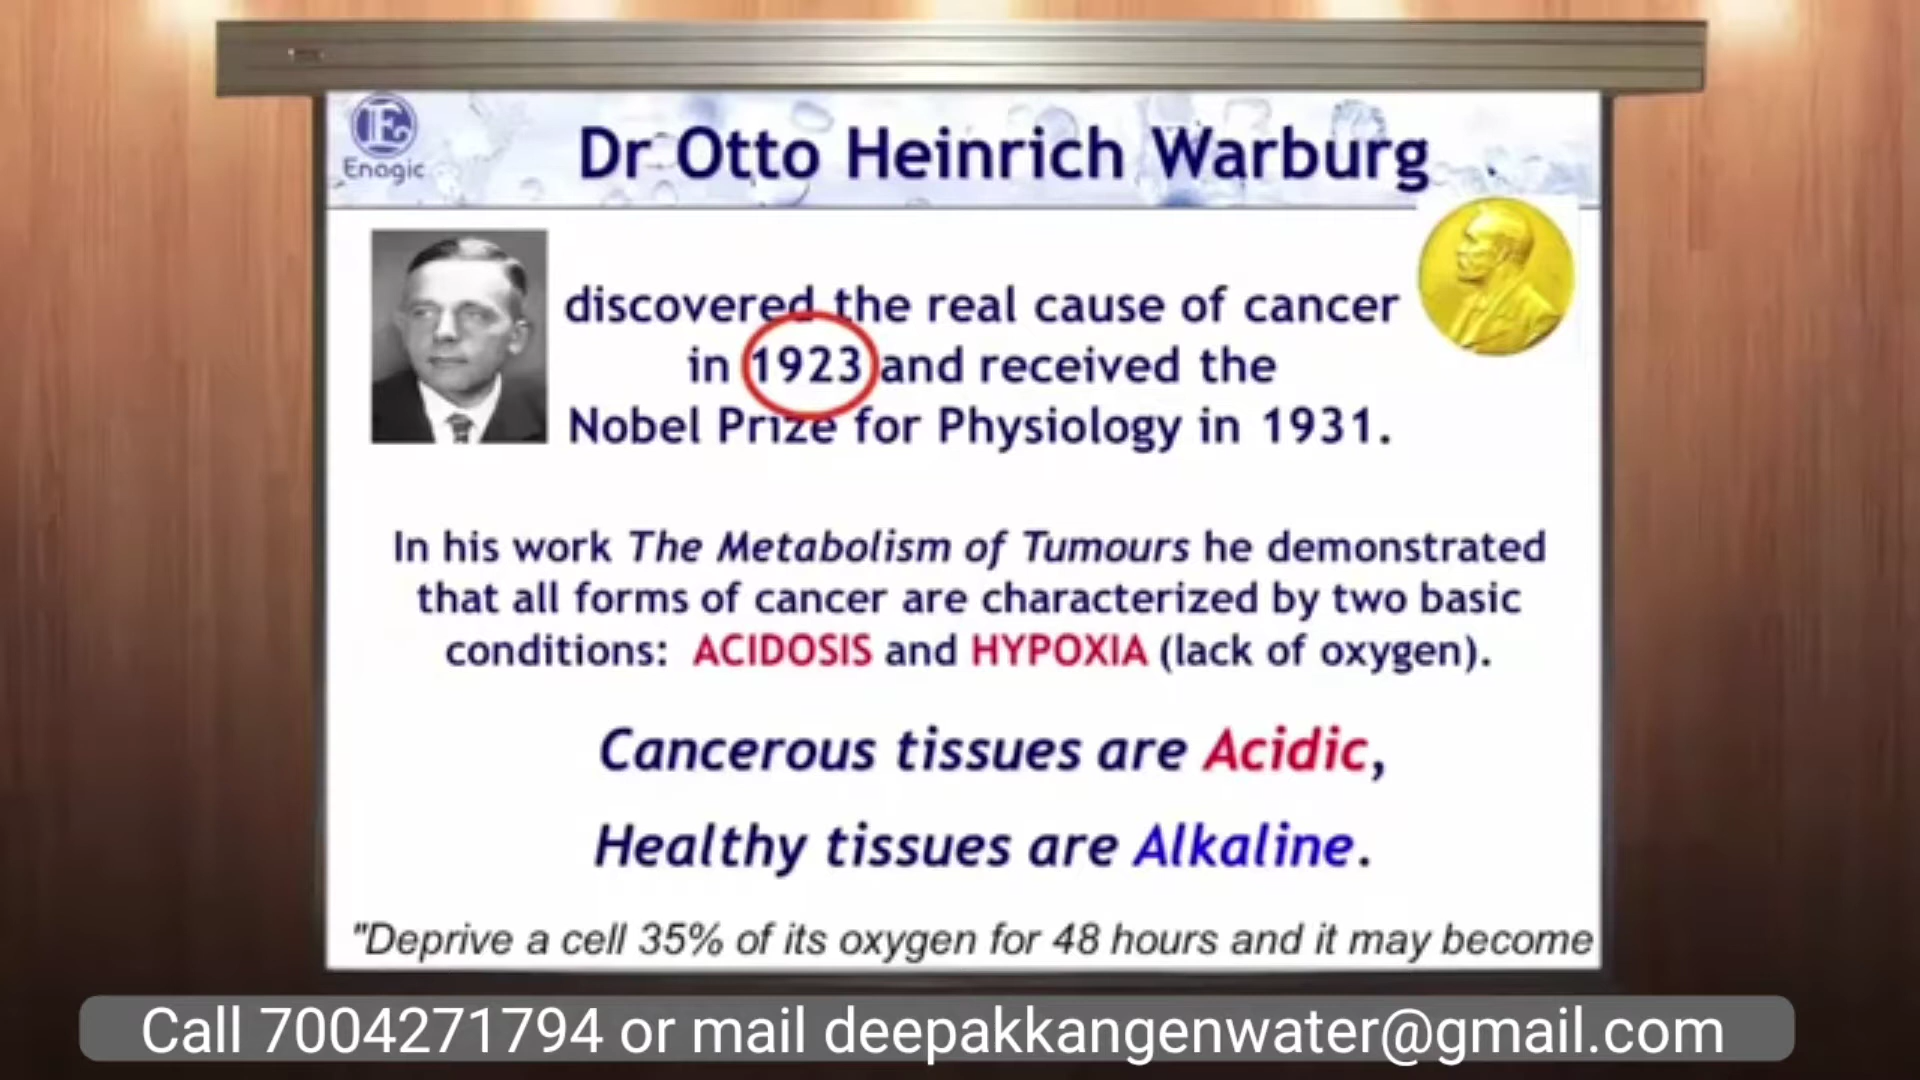 Enagic
Dr Otto Heinrich Warburg
discovered the real cause of cancer
in 1923 and received the
Nobel Prize for Physiology in 1931.
In his work The Metabolism of Tumours he demonstrated
that all forms of cancer are characterized by two basic
conditions: ACIDOSIS and HYPOXIA (lack of oxygen).
Cancerous tissues are Acidic,
Healthy tissues are Alkaline.
"Deprive a cell 35% of its oxygen for 48 hours and it may become
Call 7004271794 or mail deepakkangenwater@gmail.com